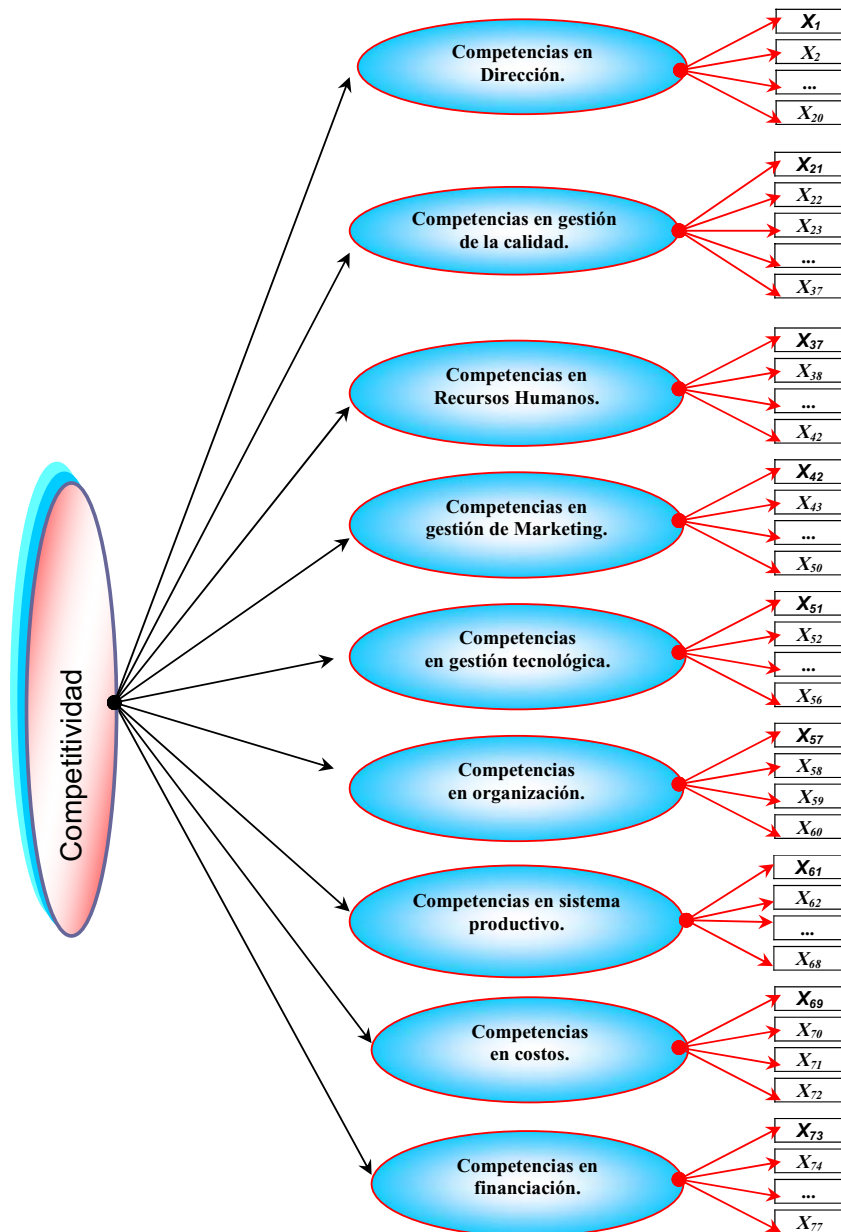 Competitividad
Competencias en
Dirección.
X1
X2
...
X20
Competencias en gestión
de la calidad.
X21
X22
X23
...
X37
Competencias en
Recursos Humanos.
X37
X38
...
X42
Competencias en
gestión de Marketing.
X42
X43
...
X50
Competencias
en gestión tecnológica.
X51
X52
...
X56
Competencias
en organización.
X57
X58
X59
X60
Competencias en sistema
productivo.
X61
X62
...
X68
Competencias
en costos.
X69
X70
X71
X72
Competencias en
financiación.
X73
X74
...
X77